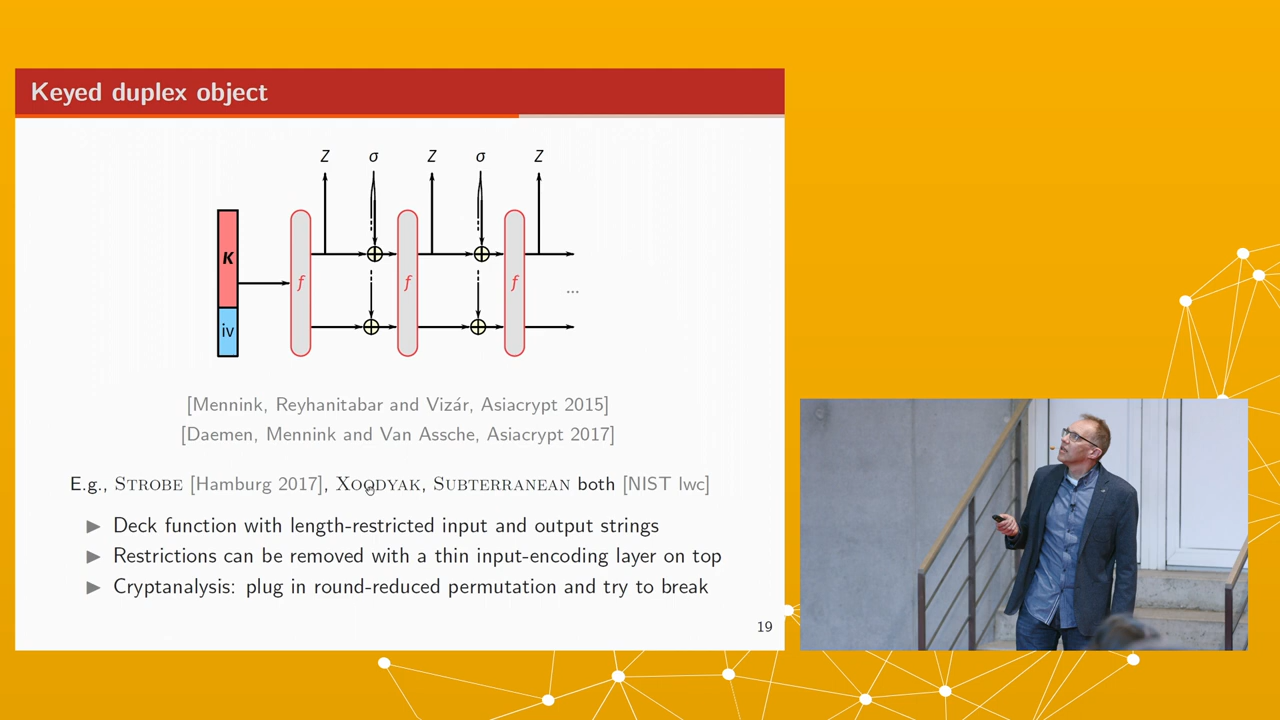 Keyed duplex object
Z σ Z σ Z
K
f f f
...
iv
[Mennink, Reyhanitabar and Vizár, Asiacrypt 2015]
[Daemen, Mennink and Van Assche, Asiacrypt 2017]
E.g., STROBE [Hamburg 2017], XOODYAK, SUBTERRANEAN both [NIST lwc]
▶ Deck function with length-restricted input and output strings
▶ Restrictions can be removed with a thin input-encoding layer on top
▶ Cryptanalysis: plug in round-reduced permutation and try to break
19